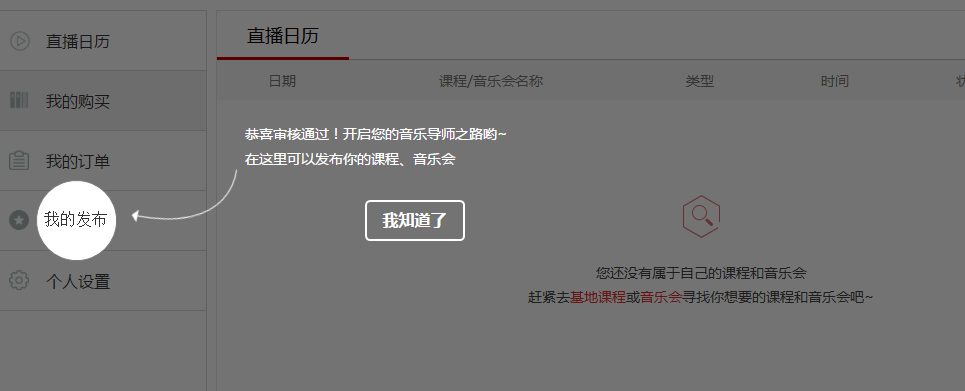 直播日历
我的购买
我的订单
我的发布
个人设置
直播日历
日期 课程/音乐会名称 类型 时间
恭喜审核通过！开启您的音乐导师之路哟~
在这里可以发布你的课程、音乐会
我知道了
您还没有属于自己的课程和音乐会
赶紧去基地课程或音乐会寻找你想要的课程和音乐会吧~